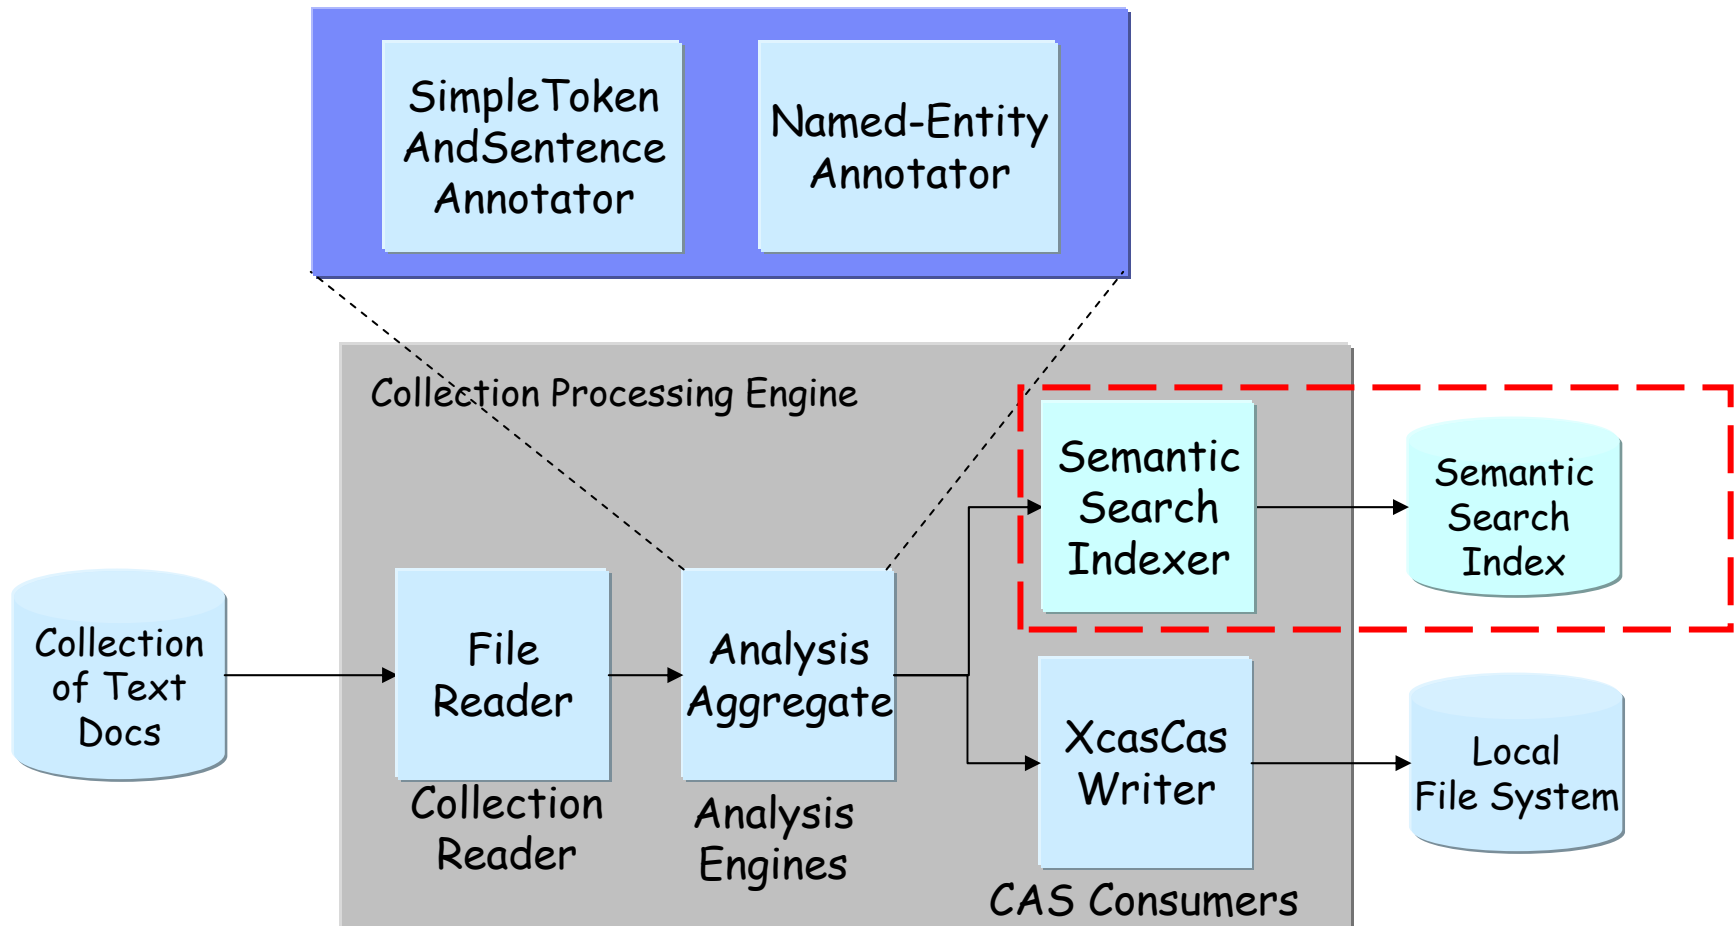 SimpleToken
AndSentence
Annotator
Named-Entity
Annotator
Collection Processing Engine
Semantic
Search
Indexer
Semantic
Search
Index
Collection
of Text
Docs
File
Reader
Analysis
Aggregate
XcasCas
Writer
Local
File System
Collection
Reader
Analysis
Engines
CAS Consumers